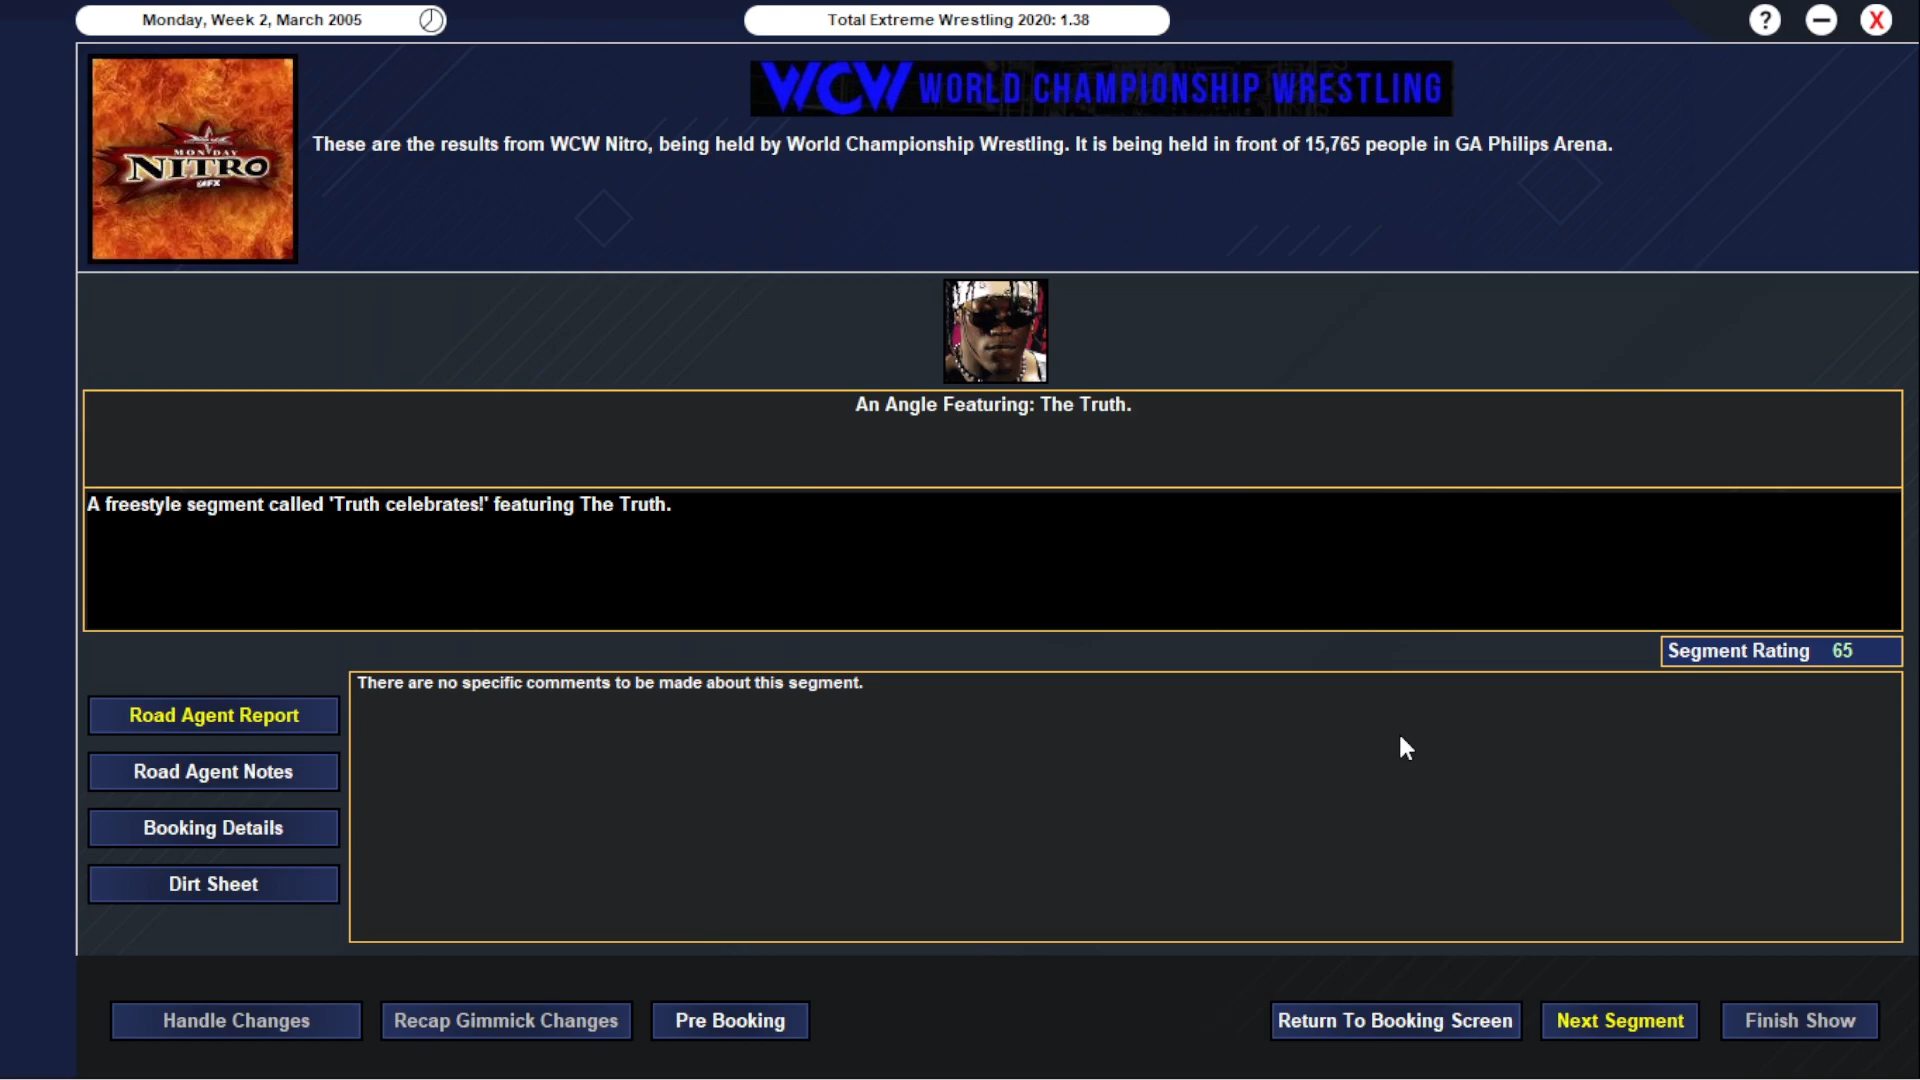 Monday, Week 2, March 2005
Total Extreme Wrestling 2020: 1.38
?
X
WCW WORLD CHAMPIONSHIP WRESTLING
MONDAY
NITRO
These are the results from WCW Nitro, being held by World Championship Wrestling. It is being held in front of 15,765 people in GA Philips Arena.
An Angle Featuring: The Truth.
A freestyle segment called 'Truth celebrates!' featuring The Truth.
Segment Rating 65
There are no specific comments to be made about this segment.
Road Agent Report
Road Agent Notes
Booking Details
Dirt Sheet
Handle Changes
Recap Gimmick Changes
Pre Booking
Return To Booking Screen
Next Segment
Finish Show